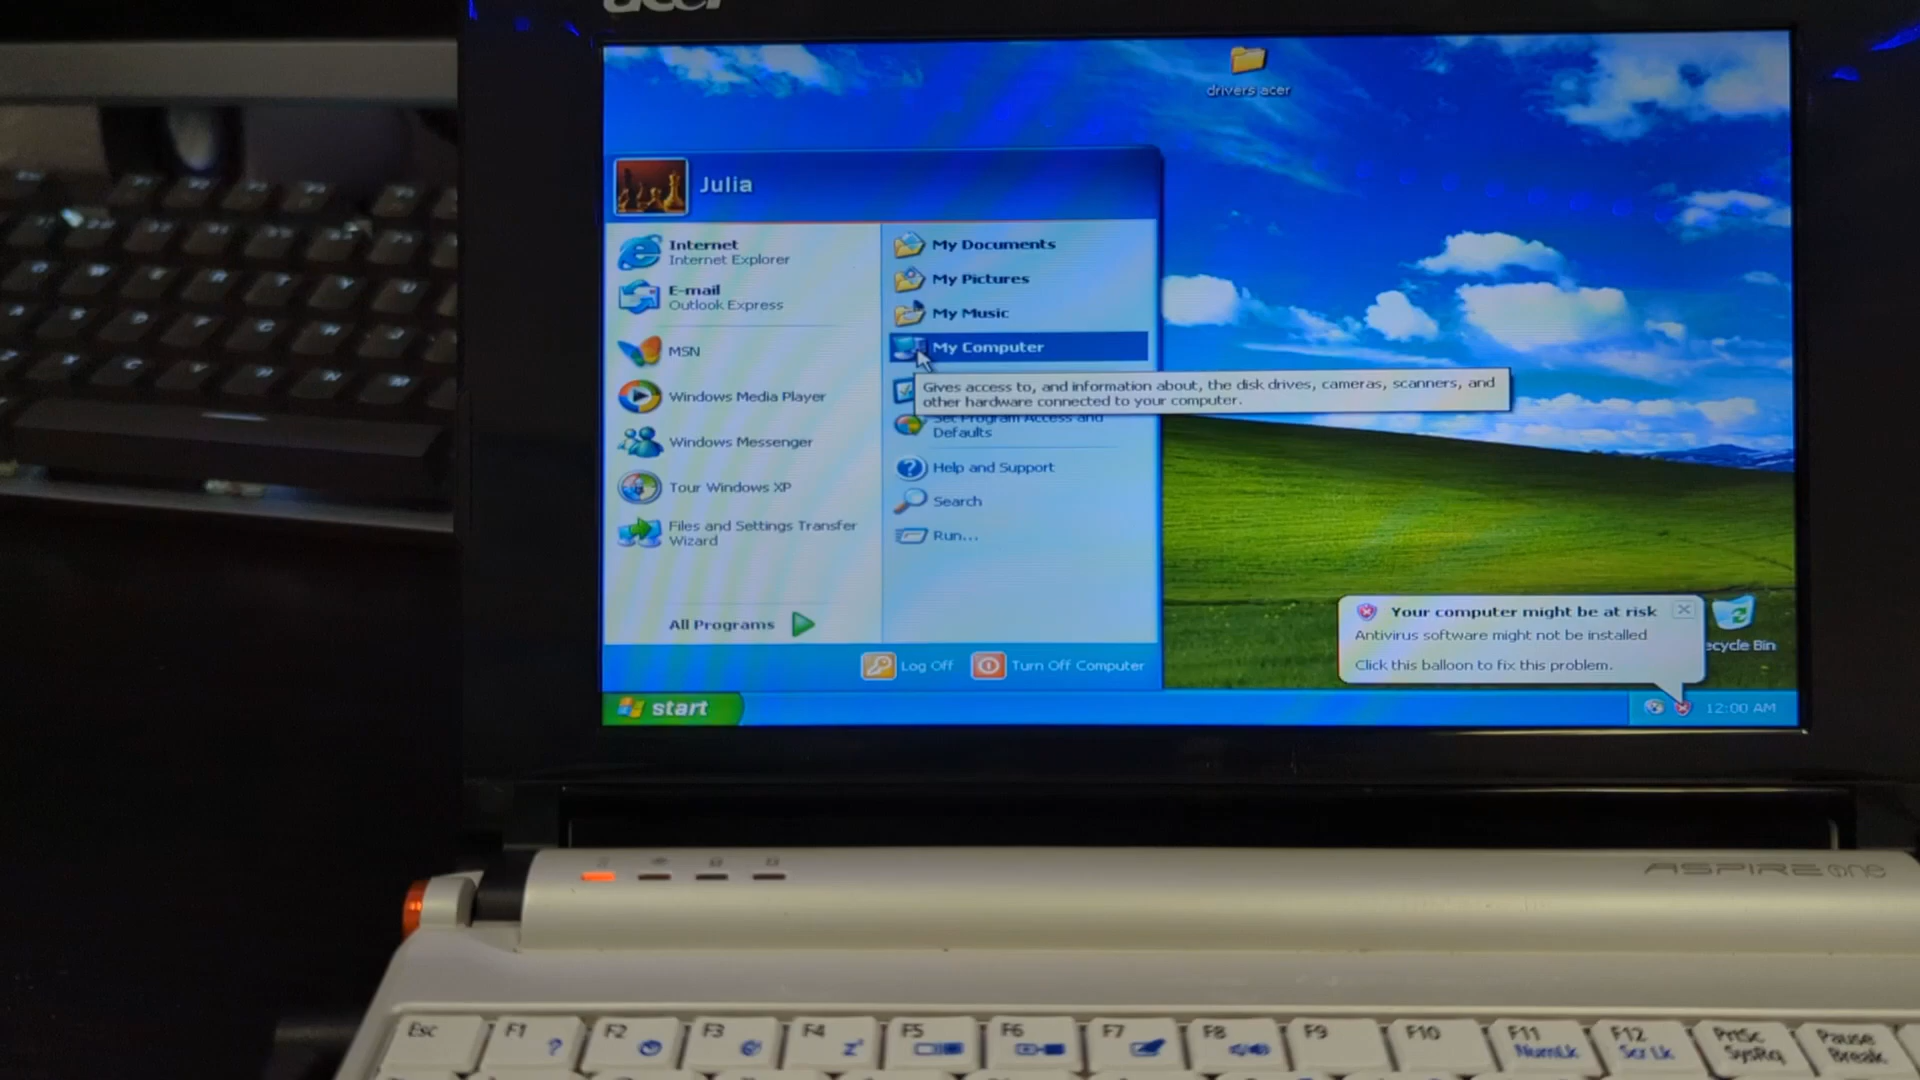 acer
drivers acer
Julia
Internet
Internet Explorer
E-mail
Outlook Express
MSN
Windows Media Player
Windows Messenger
Tour Windows XP
Files and Settings Transfer
Wizard
All Programs
My Documents
My Pictures
My Music
My Computer
Gives access to, and information about, the disk drives, cameras, scanners, and
other hardware connected to your computer.
Set Program Access and
Defaults
Help and Support
Search
Run...
Log Off
Turn Off Computer
Your computer might be at risk
Antivirus software might not be installed
Click this balloon to fix this problem.
ecycle Bin
start
12:00 AM
ASPIRE one
Esc
F1
?
F2
F3
F4
Z
F5
F6
F7
F8
F9
F10
F11
NumLk
F12
Scr Lk
PrtSc
SysRq
Pause
Break